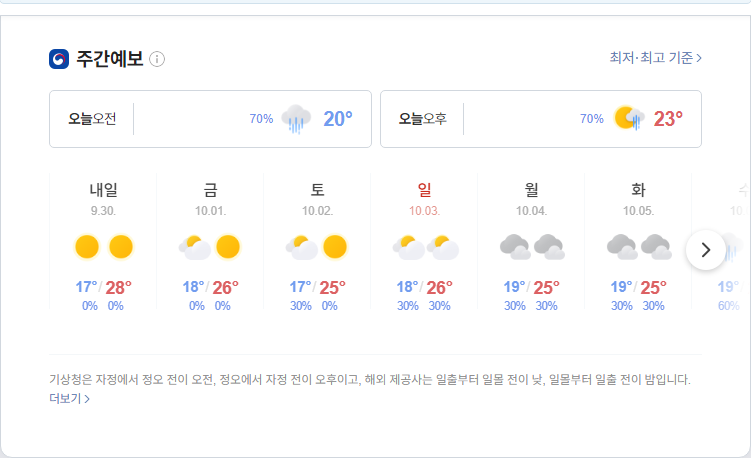 주간예보
최저·최고 기준
오늘오전 70% 20°
오늘오후 70% 23°
내일 금 토 일 월 화
9.30. 10.01. 10.02. 10.03. 10.04. 10.05. 10.
17°/28° 18°/26° 17°/25° 18°/26° 19°/25° 19°/25° 19°
0% 0% 0% 0% 30% 0% 30% 30% 30% 30% 30% 30% 60%
기상청은 자정에서 정오 전이 오전, 정오에서 자정 전이 오후이고, 해외 제공사는 일출부터 일몰 전이 낮, 일몰부터 일출 전이 밤입니다.
더보기